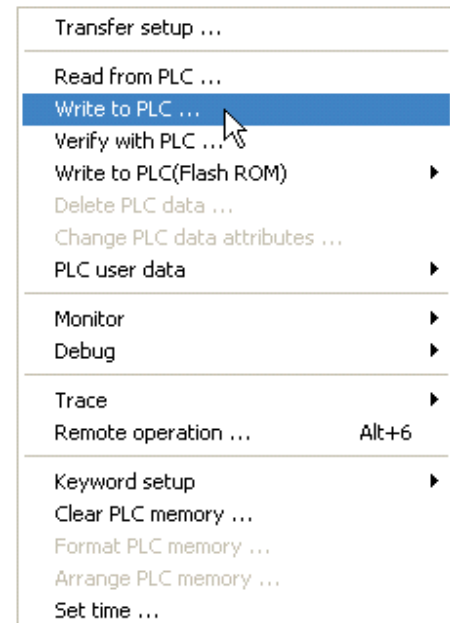 Transfer setup ...
Read from PLC ...
Write to PLC ...
Verify with PLC ...
Write to PLC(Flash ROM)
Delete PLC data ...
Change PLC data attributes ...
PLC user data
Monitor
Debug
Trace
Remote operation ... Alt+6
Keyword setup
Clear PLC memory ...
Format PLC memory ...
Arrange PLC memory ...
Set time ...